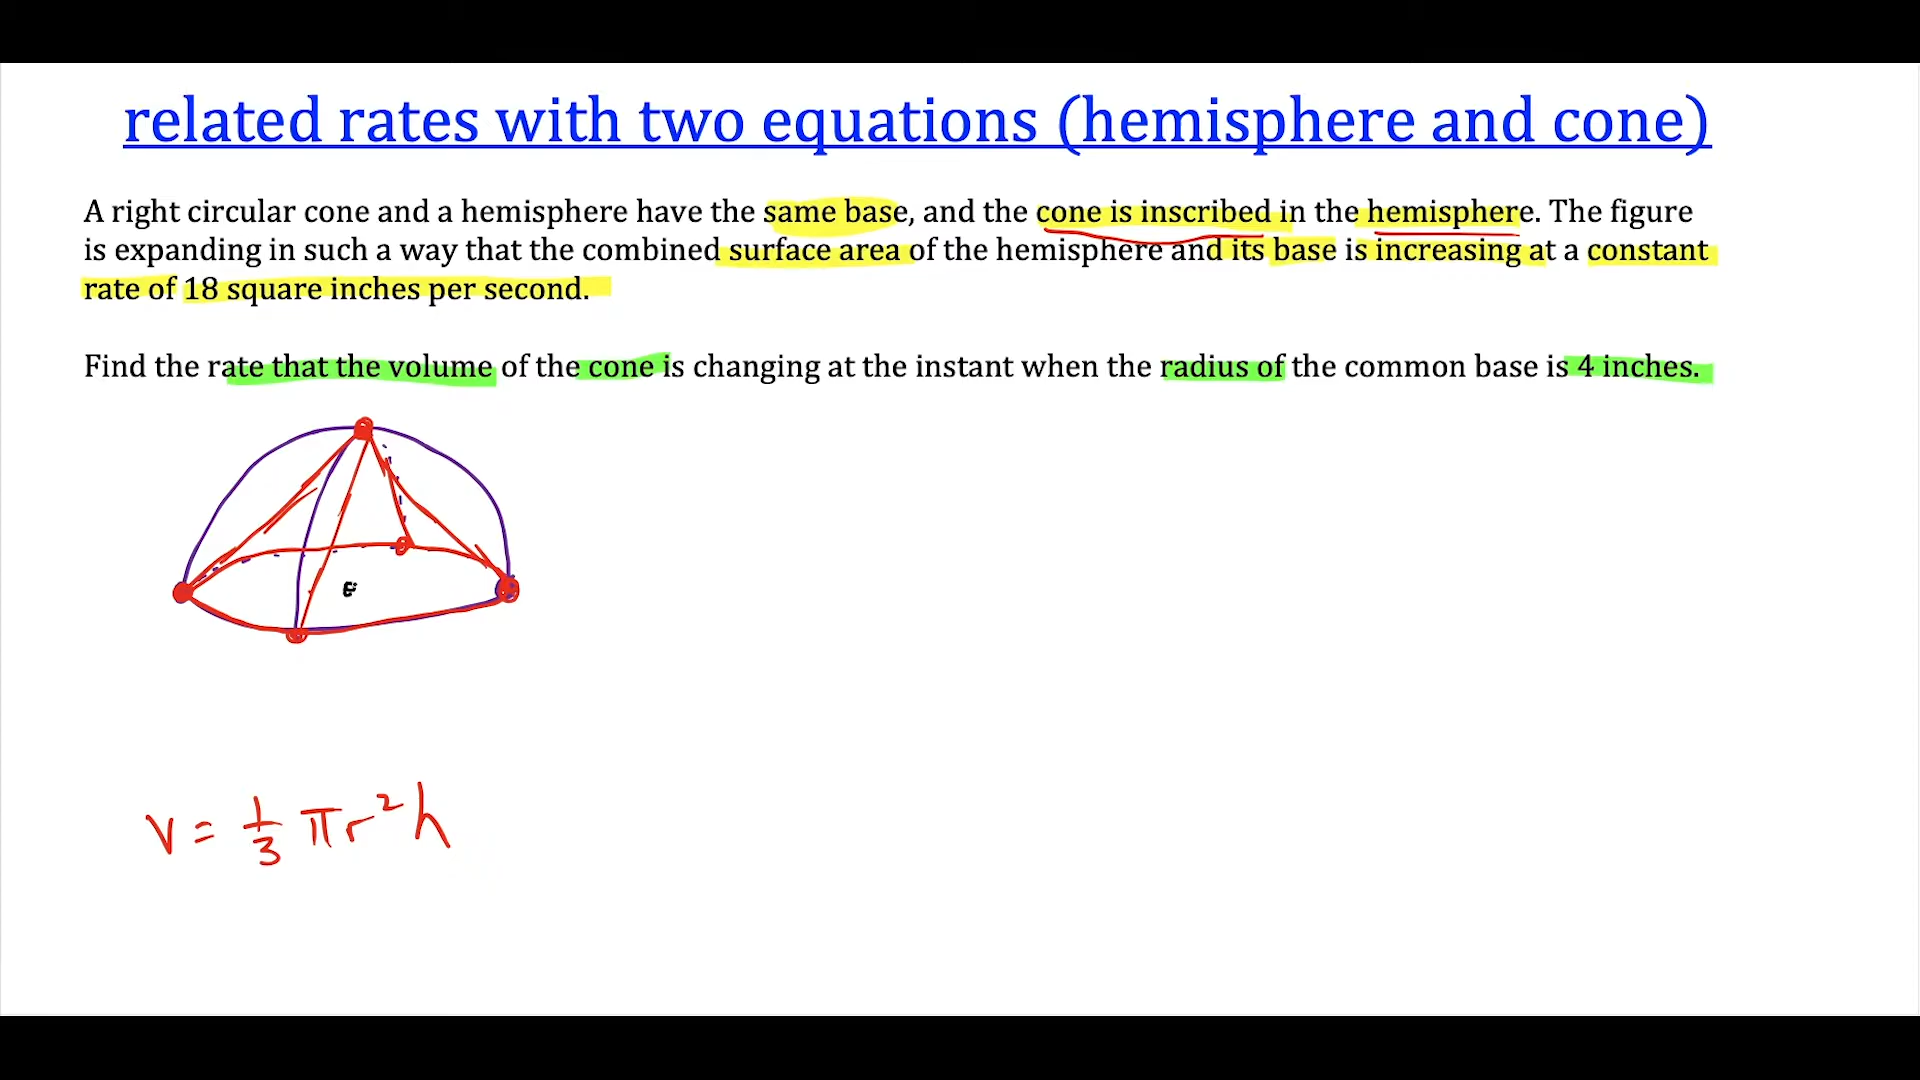 related rates with two equations (hemisphere and cone)
A right circular cone and a hemisphere have the same base, and the cone is inscribed in the hemisphere. The figure
is expanding in such a way that the combined surface area of the hemisphere and its base is increasing at a constant
rate of 18 square inches per second.
Find the rate that the volume of the cone is changing at the instant when the radius of the common base is 4 inches.
V = 1/3 πr²h